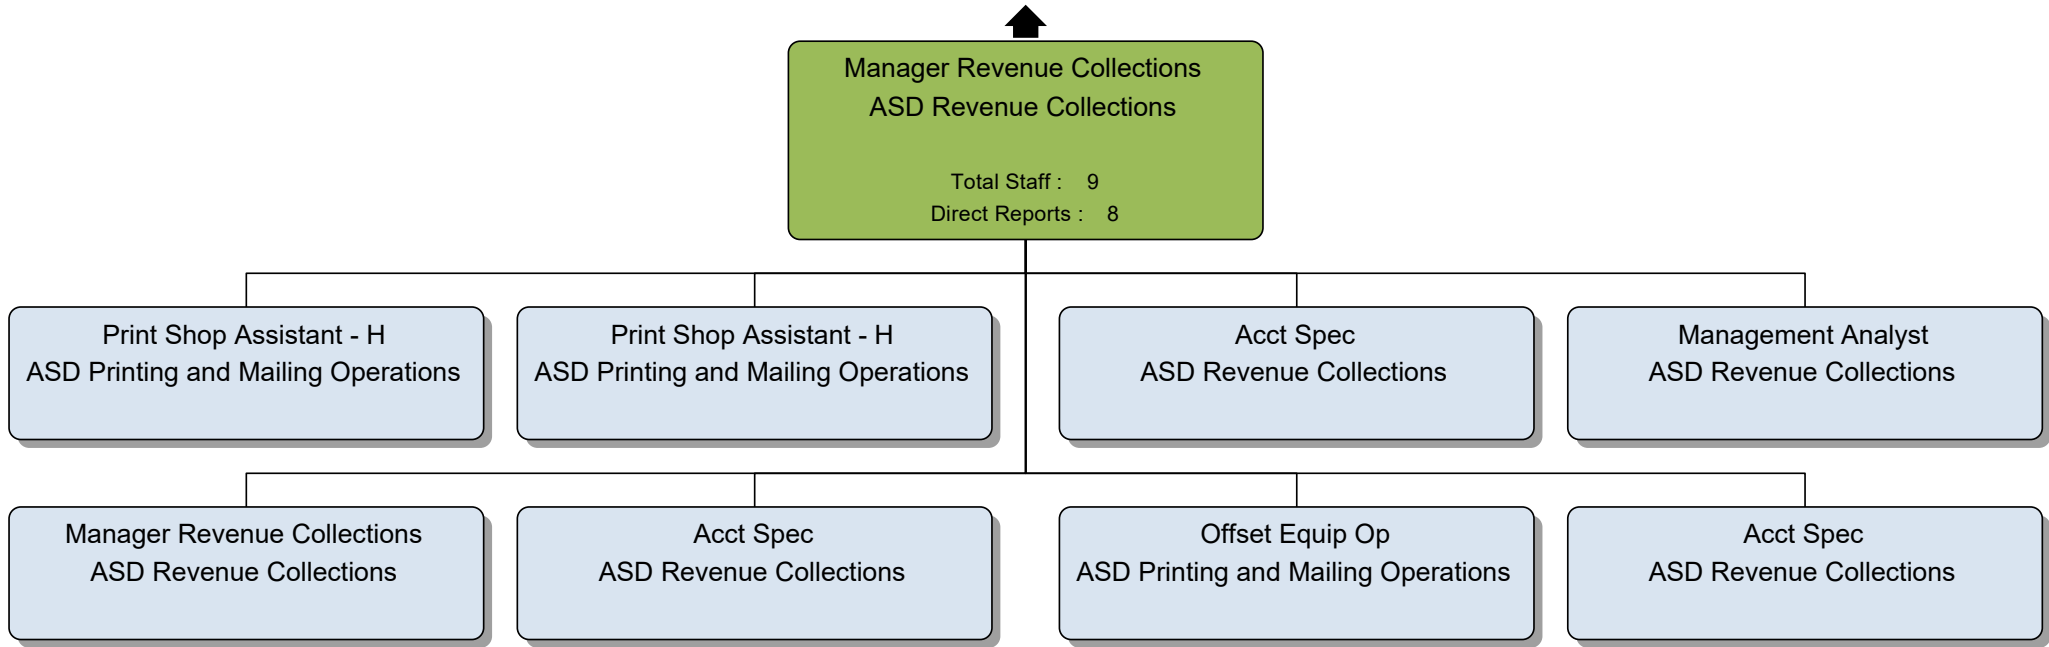 Manager Revenue Collections
ASD Revenue Collections
Total Staff : 9
Direct Reports : 8
Print Shop Assistant - H
ASD Printing and Mailing Operations
Print Shop Assistant - H
ASD Printing and Mailing Operations
Acct Spec
ASD Revenue Collections
Management Analyst
ASD Revenue Collections
Manager Revenue Collections
ASD Revenue Collections
Acct Spec
ASD Revenue Collections
Offset Equip Op
ASD Printing and Mailing Operations
Acct Spec
ASD Revenue Collections